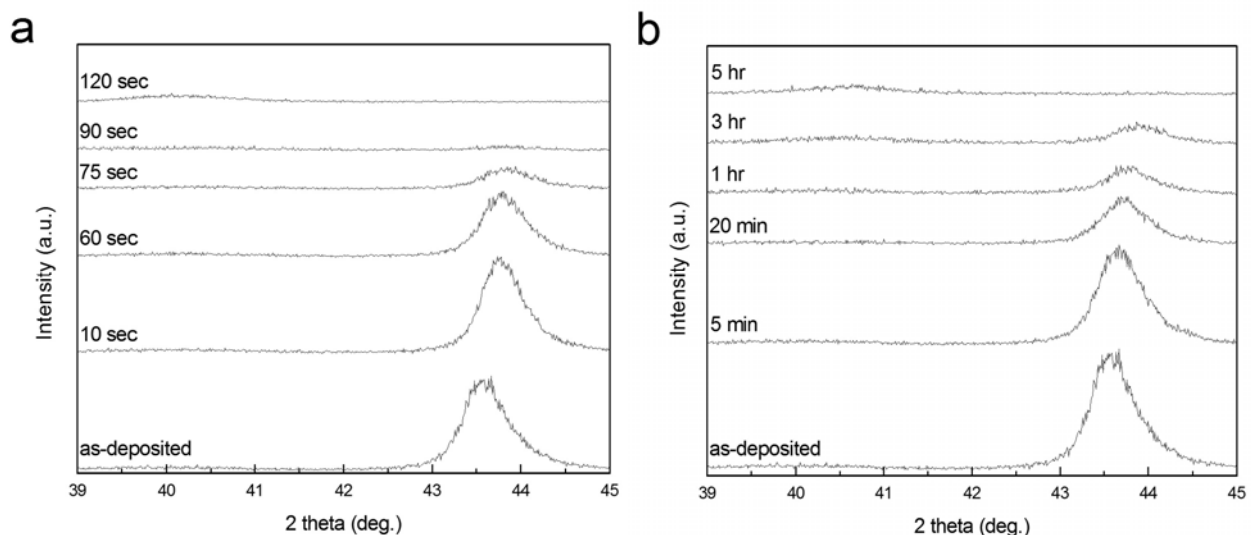 a
120 sec
90 sec
75 sec
60 sec
10 sec
as-deposited
Intensity (a.u.)
39 40 41 42 43 44 45
2 theta (deg.)
b
5 hr
3 hr
1 hr
20 min
5 min
as-deposited
Intensity (a.u.)
39 40 41 42 43 44 45
2 theta (deg.)